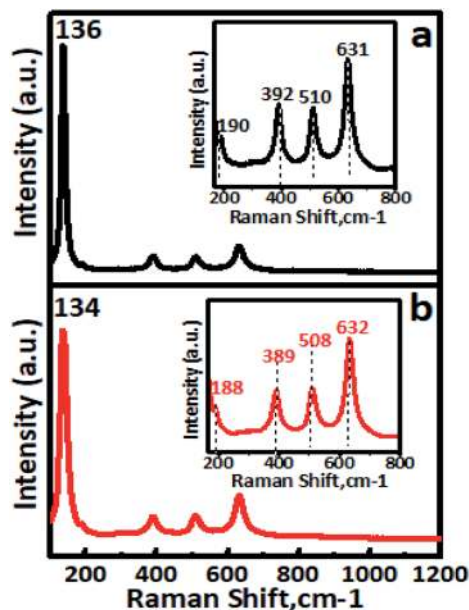 136
a
631
392
510
190
Intensity (a.u.)
Intensity (a.u.)
200 400 600 800
Raman Shift,cm-1
134
b
632
508
389
188
Intensity (a.u.)
Intensity (a.u.)
200 400 600 800
Raman Shift,cm-1
200 400 600 800 1000 1200
Raman Shift,cm-1